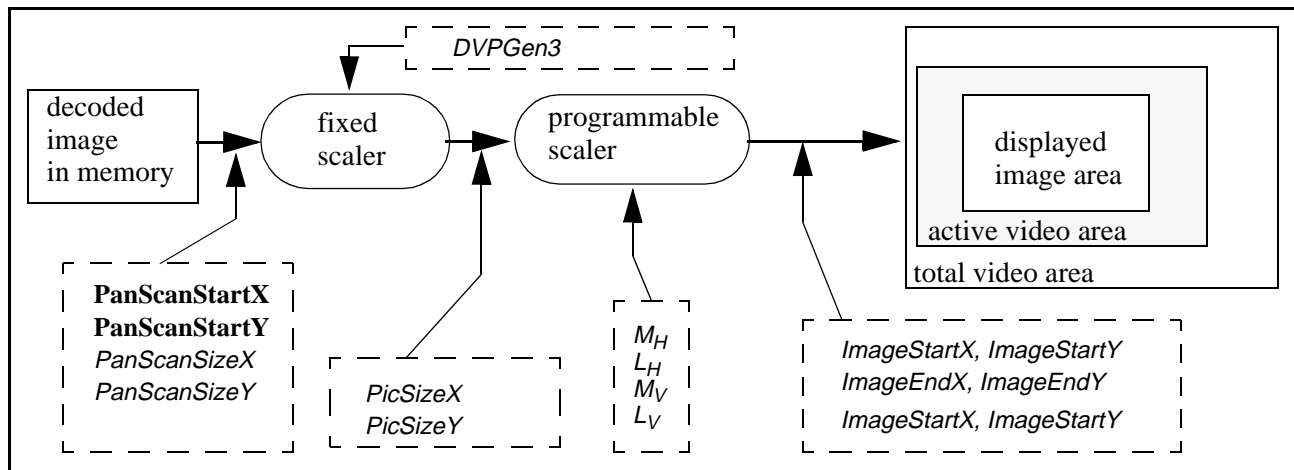 DVPGen3
decoded
image
in memory
fixed
scaler
programmable
scaler
displayed
image area
active video area
total video area
PanScanStartX
PanScanStartY
PanScanSizeX
PanScanSizeY
PicSizeX
PicSizeY
M_H
L_H
M_V
L_V
ImageStartX, ImageStartY
ImageEndX, ImageEndY
ImageStartX, ImageStartY